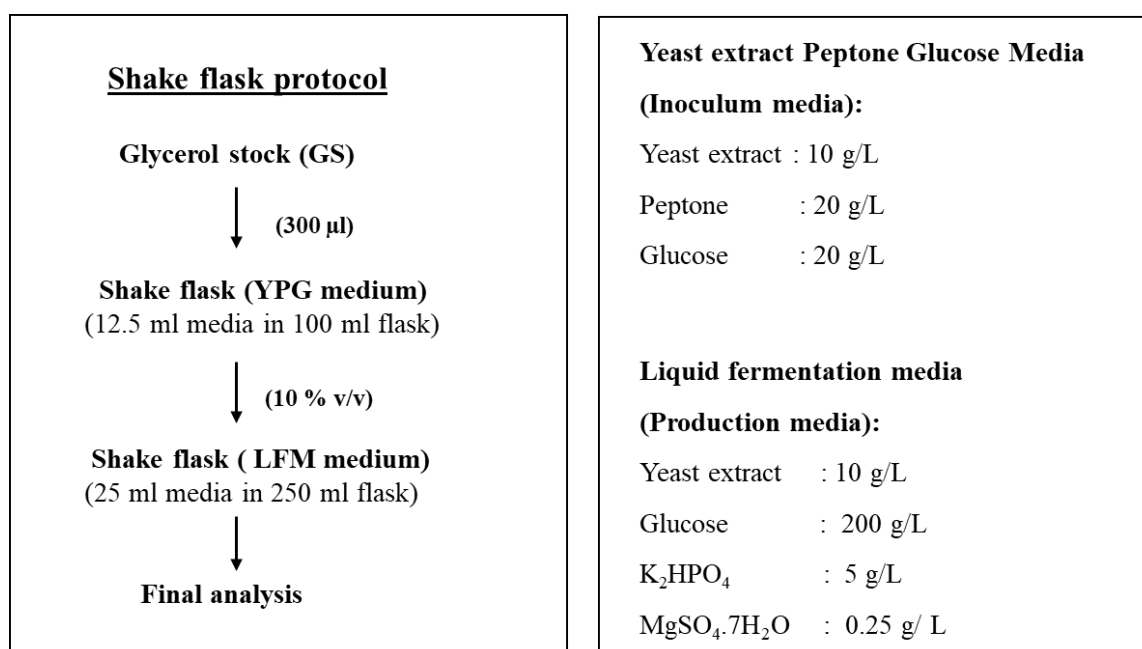 Shake flask protocol
Glycerol stock (GS)
(300 µl)
Shake flask (YPG medium)
(12.5 ml media in 100 ml flask)
(10 % v/v)
Shake flask ( LFM medium)
(25 ml media in 250 ml flask)
Final analysis
Yeast extract Peptone Glucose Media
(Inoculum media):
Yeast extract : 10 g/L
Peptone : 20 g/L
Glucose : 20 g/L
Liquid fermentation media
(Production media):
Yeast extract : 10 g/L
Glucose : 200 g/L
K₂HPO₄ : 5 g/L
MgSO₄.7H₂O : 0.25 g/ L